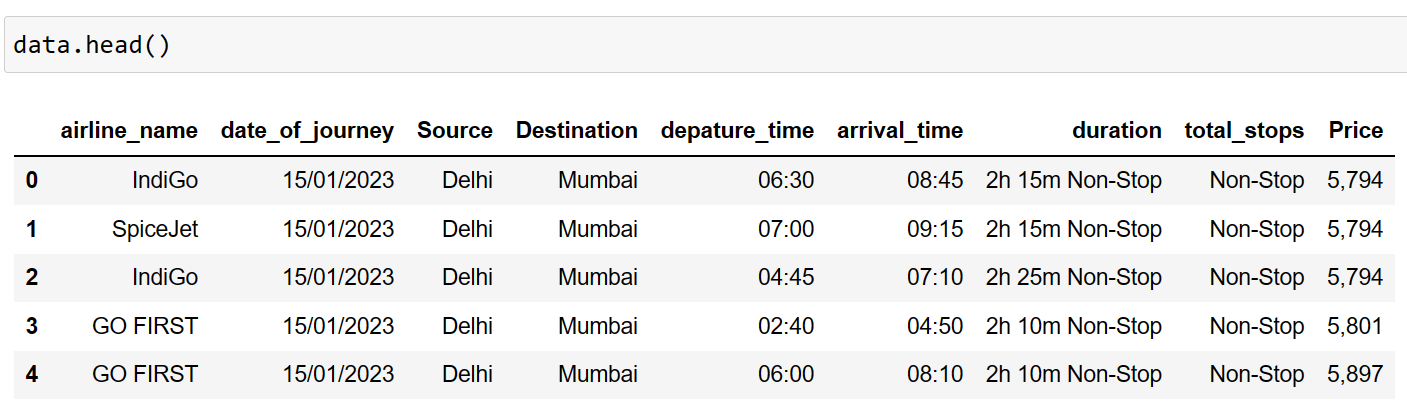 data.head()
airline_name date_of_journey Source Destination depature_time arrival_time duration total_stops Price
0 IndiGo 15/01/2023 Delhi Mumbai 06:30 08:45 2h 15m Non-Stop Non-Stop 5,794
1 SpiceJet 15/01/2023 Delhi Mumbai 07:00 09:15 2h 15m Non-Stop Non-Stop 5,794
2 IndiGo 15/01/2023 Delhi Mumbai 04:45 07:10 2h 25m Non-Stop Non-Stop 5,794
3 GO FIRST 15/01/2023 Delhi Mumbai 02:40 04:50 2h 10m Non-Stop Non-Stop 5,801
4 GO FIRST 15/01/2023 Delhi Mumbai 06:00 08:10 2h 10m Non-Stop Non-Stop 5,897